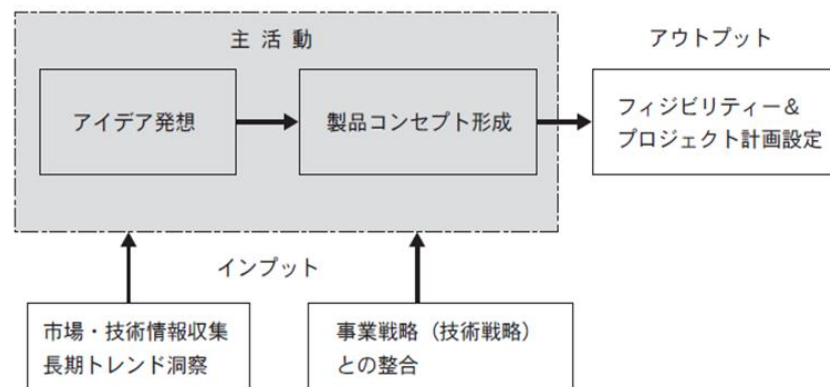 主 活 動
アウトプット
アイデア発想
製品コンセプト形成
フィジビリティー＆
プロジェクト計画設定
インプット
市場・技術情報収集
長期トレンド洞察
事業戦略（技術戦略）
との整合